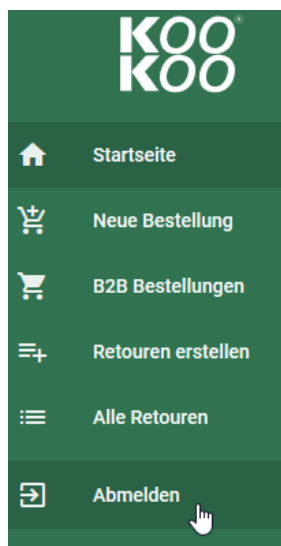 KOO®
KOO
Startseite
Neue Bestellung
B2B Bestellungen
Retouren erstellen
Alle Retouren
Abmelden